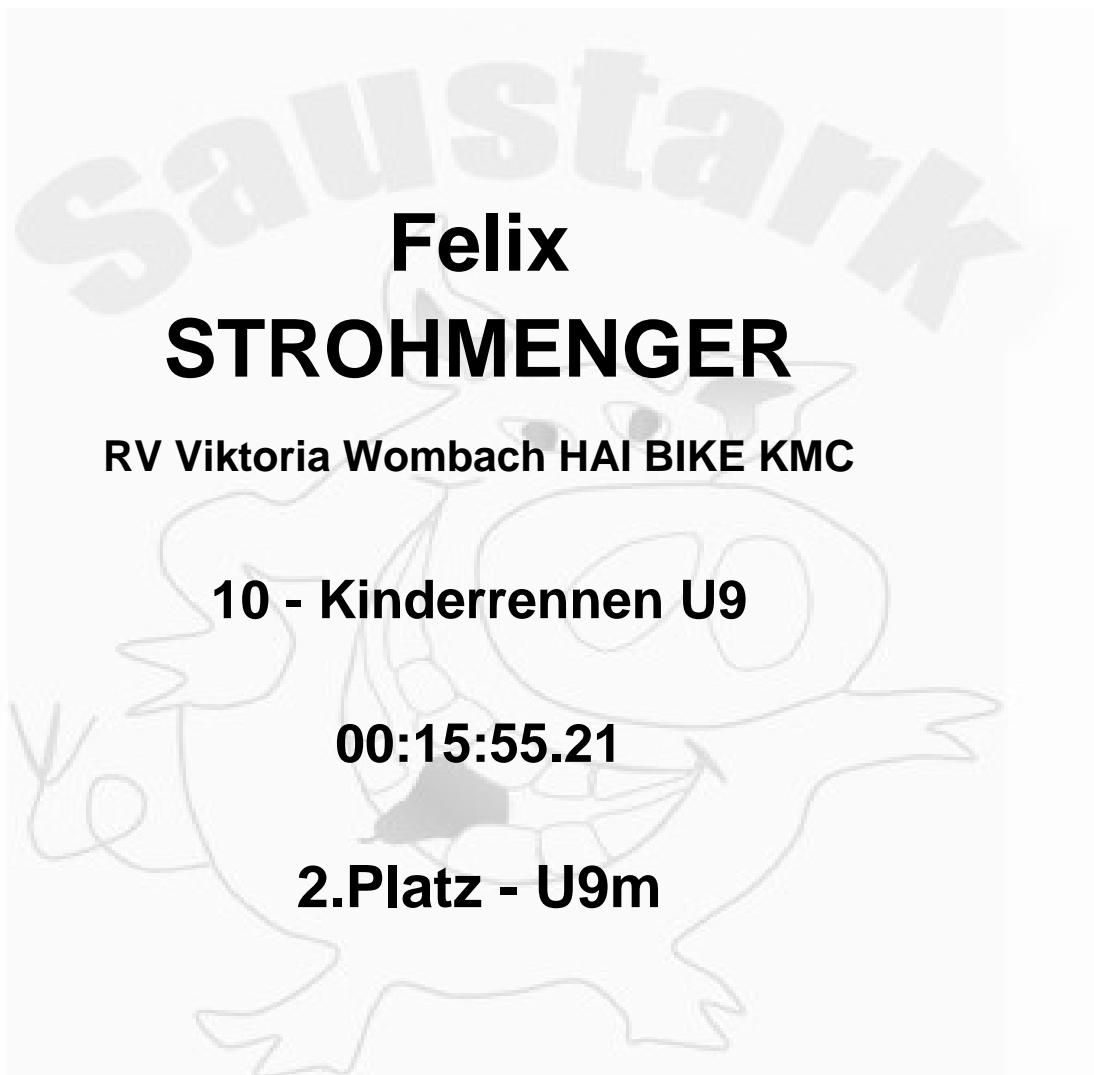 Saustark
Felix
STROHMENGER
RV Viktoria Wombach HAI BIKE KMC
10 - Kinderrennen U9
00:15:55.21
2.Platz - U9m